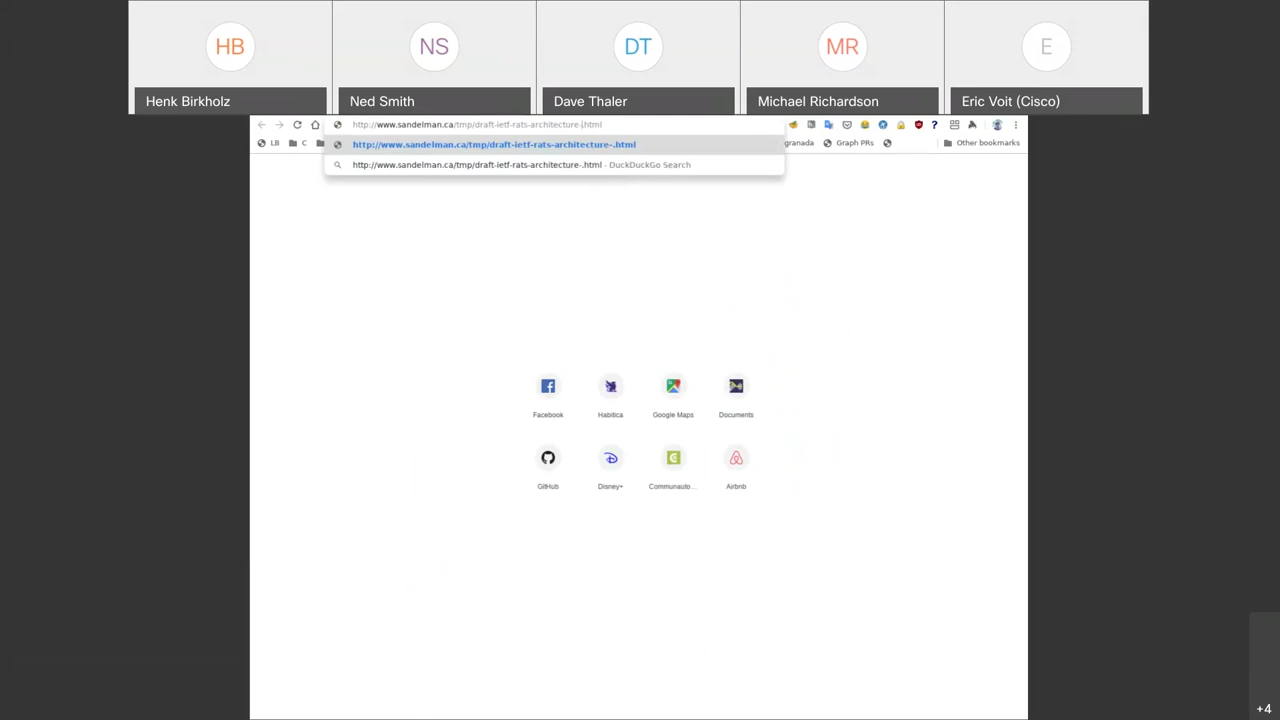 HB
NS
DT
MR
E
Henk Birkholz
Ned Smith
Dave Thaler
Michael Richardson
Eric Voit (Cisco)
http://www.sandelman.ca/tmp/draft-ietf-rats-architecture-.html
LB
C
granada
Graph PRs
Other bookmarks
http://www.sandelman.ca/tmp/draft-ietf-rats-architecture-.html
http://www.sandelman.ca/tmp/draft-ietf-rats-architecture-.html - DuckDuckGo Search
Facebook
Habitica
Google Maps
Documents
GitHub
Disney+
Communauto...
Airbnb
+4